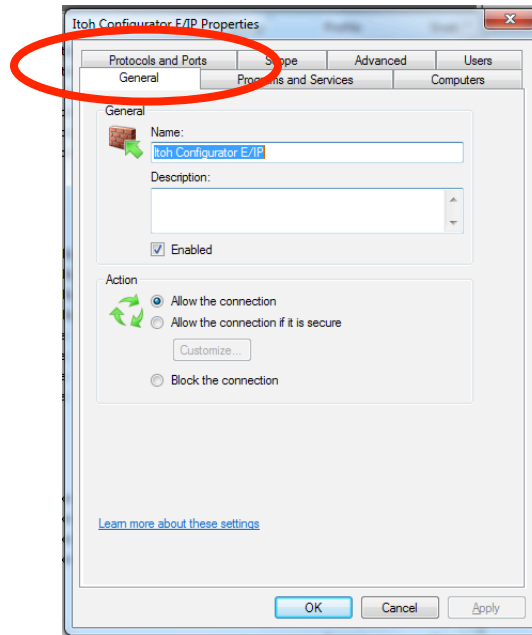 Itoh Configurator E/IP Properties
Protocols and Ports Scope Advanced Users
General Programs and Services Computers
General
Name:
Itoh Configurator E/IP
Description:
Enabled
Action
Allow the connection
Allow the connection if it is secure
Customize...
Block the connection
Learn more about these settings
OK Cancel Apply